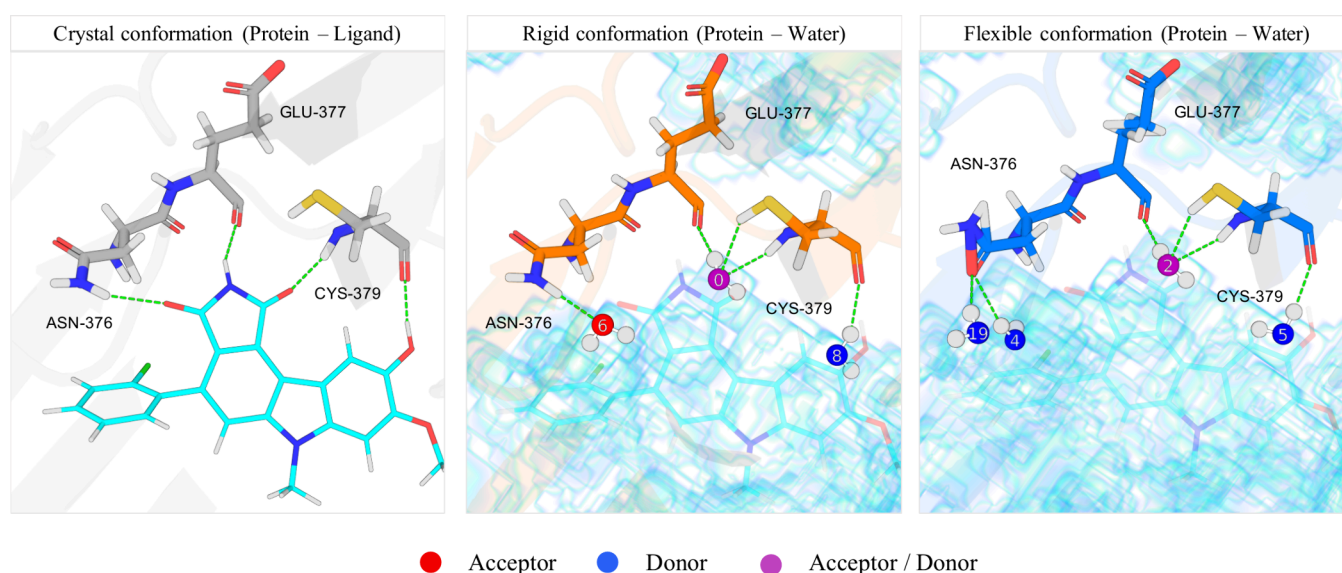 Crystal conformation (Protein – Ligand)
GLU-377
ASN-376
CYS-379
Rigid conformation (Protein – Water)
GLU-377
ASN-376
CYS-379
0
6
8
Flexible conformation (Protein – Water)
GLU-377
ASN-376
CYS-379
2
19
4
5
Acceptor
Donor
Acceptor / Donor